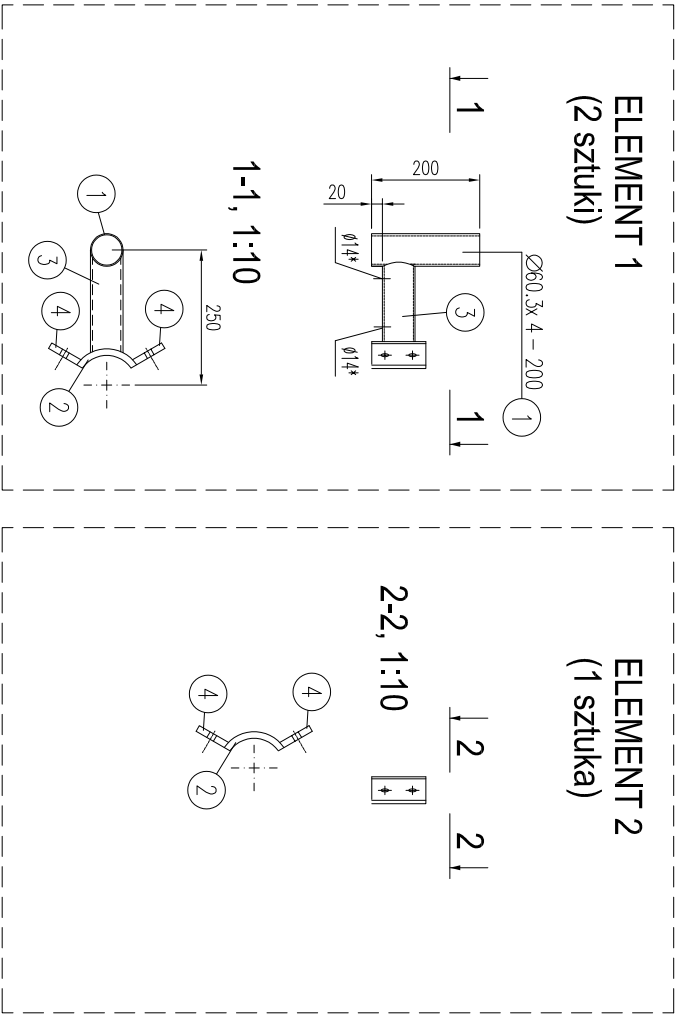 ELEMENT 1
(2 sztuki)
1
1
200
20
ø14*
ø14*
Ø60.3x 4 – 200
1
3
1-1, 1:10
250
1
3
4
4
2
ELEMENT 2
(1 sztuka)
2
2
2-2, 1:10
4
4
2